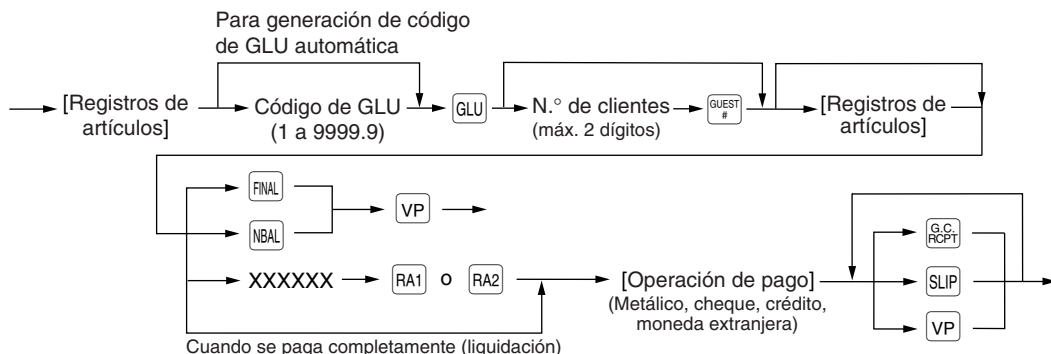 Para generación de código
de GLU automática
[Registros de
artículos]
Código de GLU
(1 a 9999.9)
GLU
N.° de clientes
(máx. 2 dígitos)
GUEST
#
[Registros de
artículos]
FINAL
NBAL
VP
XXXXXX
RA1 o RA2
[Operación de pago]
(Metálico, cheque, crédito,
moneda extranjera)
G.C.
RCPT
SLIP
VP
Cuando se paga completamente (liquidación)